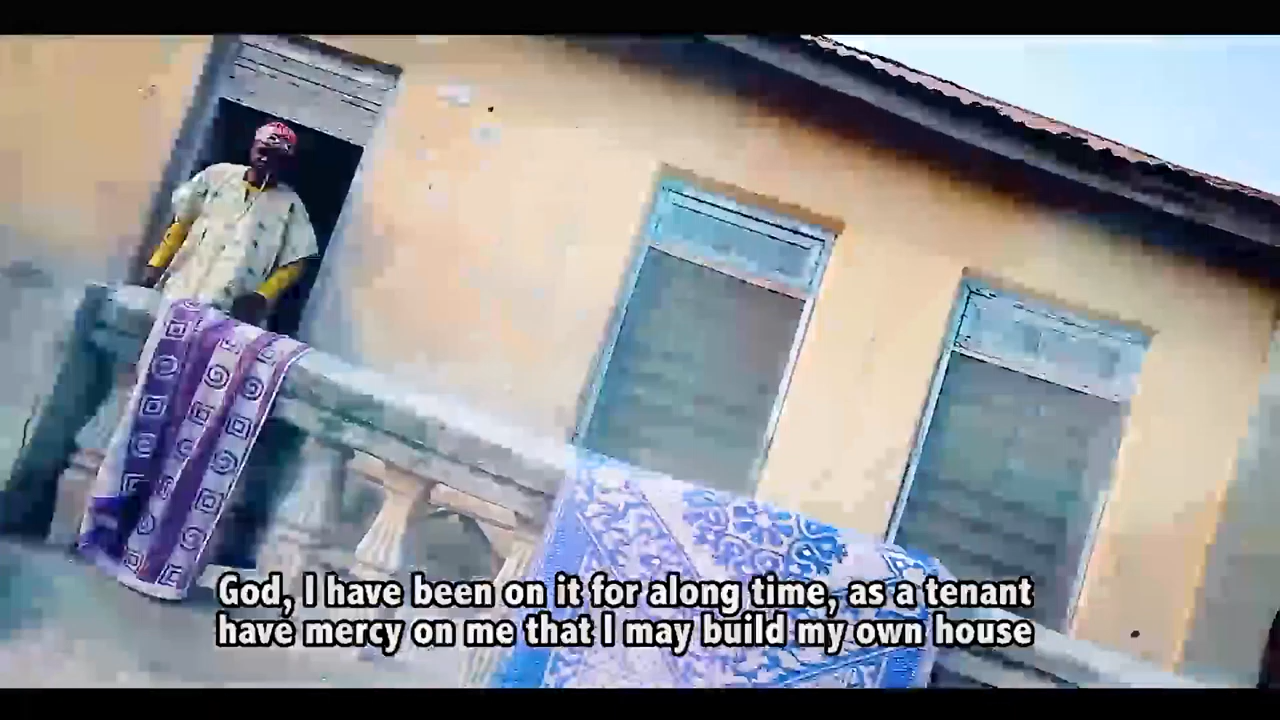 God, I have been on it for along time, as a tenant
have mercy on me that I may build my own house